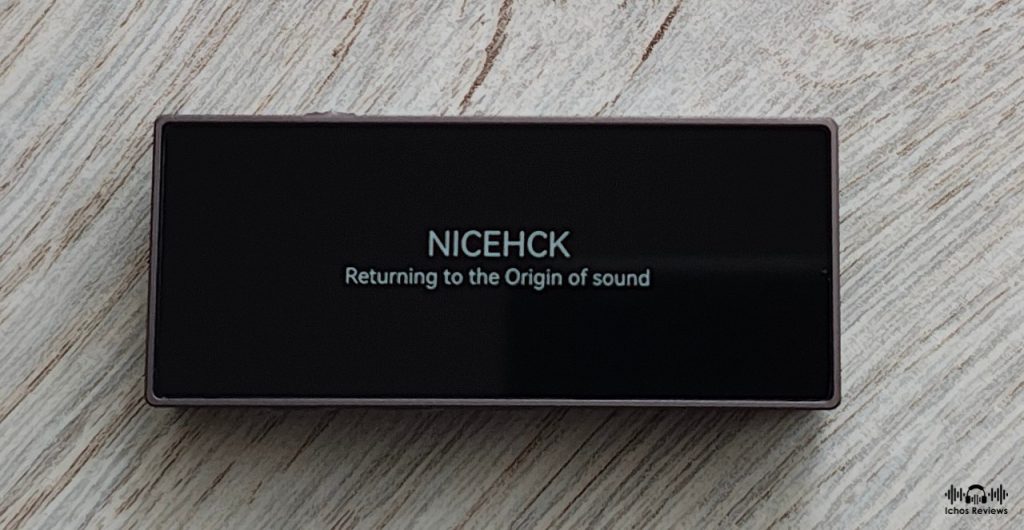 NICEHCK
Returning to the Origin of sound
Ichos Reviews